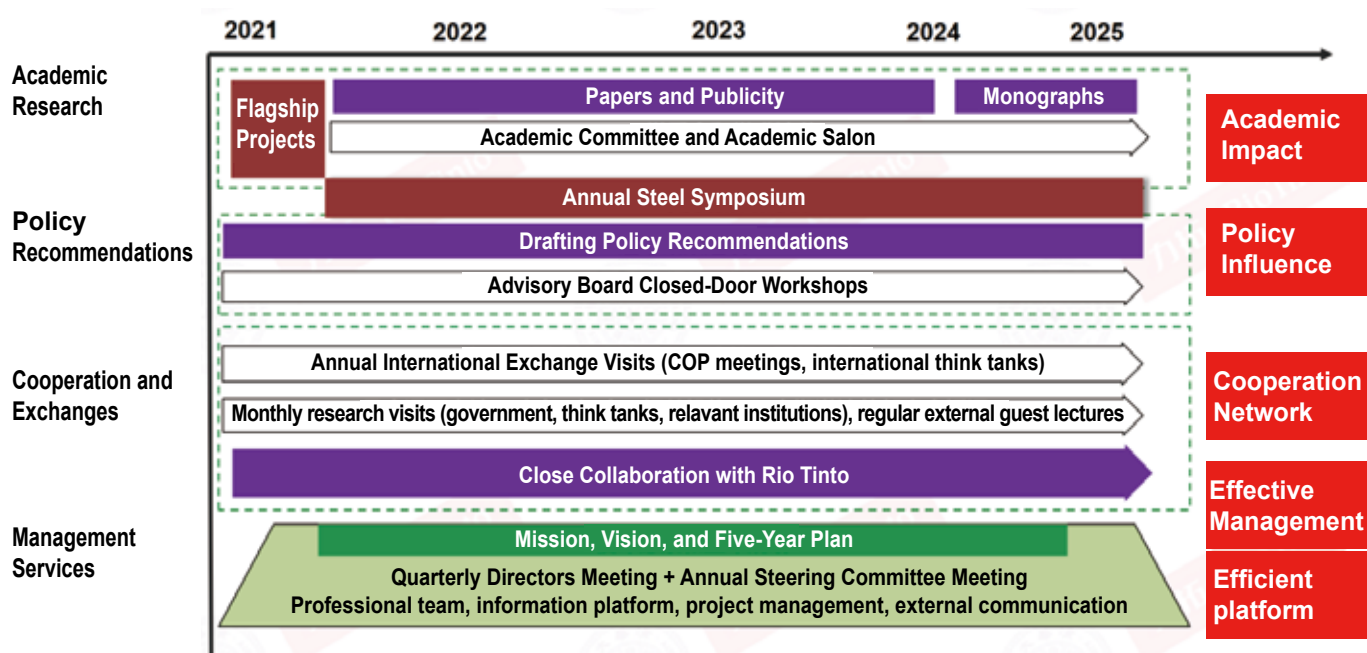 2021 2022 2023 2024 2025
Academic
Research
Flagship
Projects
Papers and Publicity
Monographs
Academic Committee and Academic Salon
Academic
Impact
Annual Steel Symposium
Policy
Recommendations
Drafting Policy Recommendations
Advisory Board Closed-Door Workshops
Policy
Influence
Cooperation and
Exchanges
Annual International Exchange Visits (COP meetings, international think tanks)
Monthly research visits (government, think tanks, relavant institutions), regular external guest lectures
Close Collaboration with Rio Tinto
Cooperation
Network
Management
Services
Mission, Vision, and Five-Year Plan
Quarterly Directors Meeting + Annual Steering Committee Meeting
Professional team, information platform, project management, external communication
Effective
Management
Efficient
platform